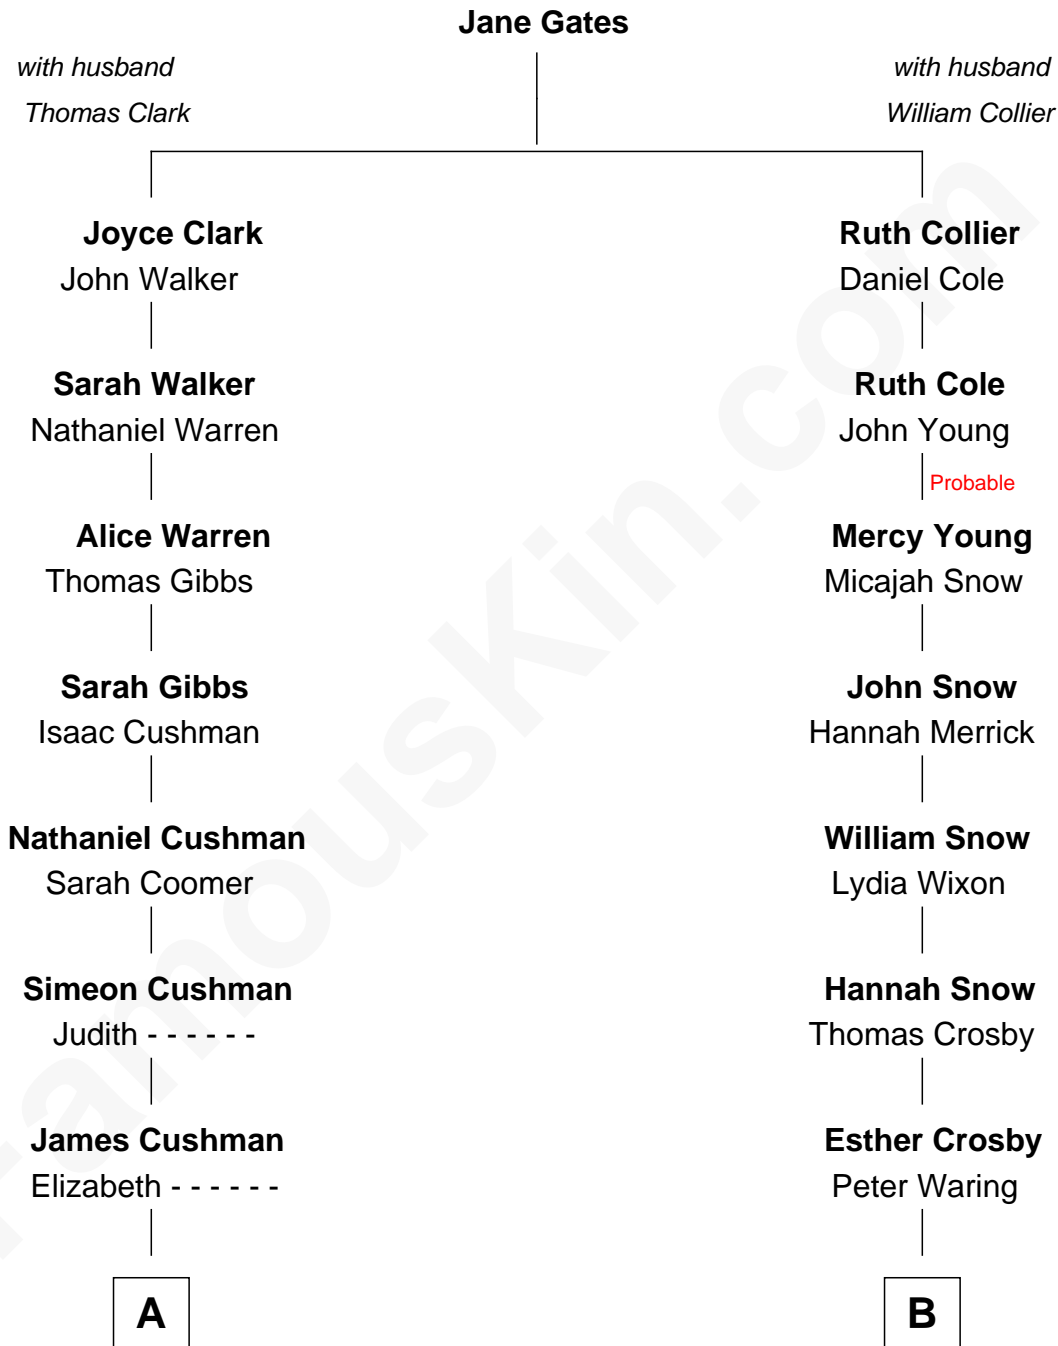 Jane Gates
with husband
Thomas Clark
with husband
William Collier
Joyce Clark
John Walker
Sarah Walker
Nathaniel Warren
Alice Warren
Thomas Gibbs
Sarah Gibbs
Isaac Cushman
Nathaniel Cushman
Sarah Coomer
Simeon Cushman
Judith - - - - - -
James Cushman
Elizabeth - - - - - -
A
Ruth Collier
Daniel Cole
Ruth Cole
John Young
Probable
Mercy Young
Micajah Snow
John Snow
Hannah Merrick
William Snow
Lydia Wixon
Hannah Snow
Thomas Crosby
Esther Crosby
Peter Waring
B
FamousKin.com